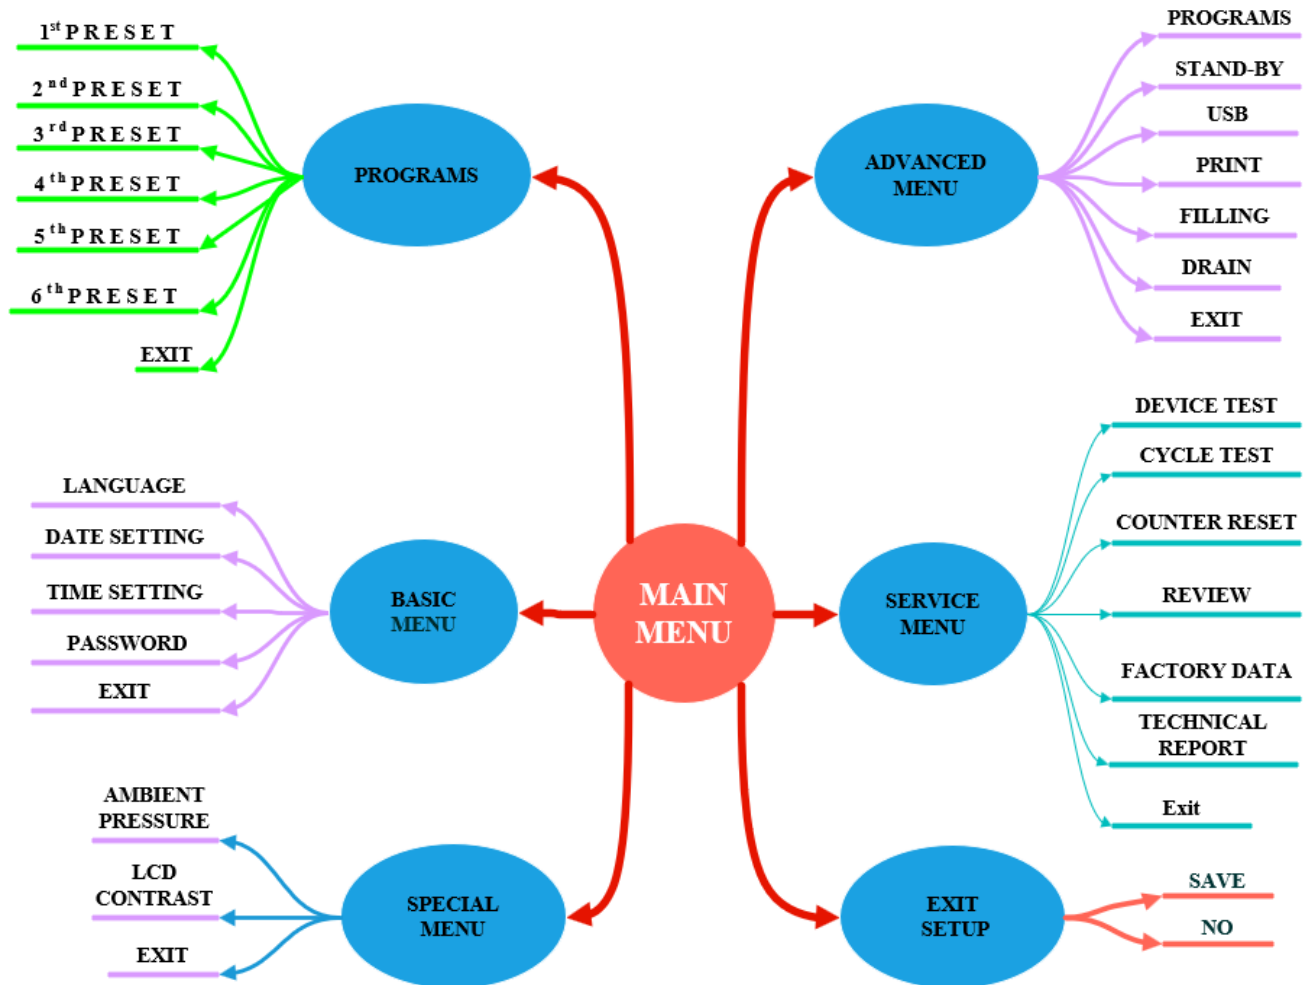 1st PRESET
2nd PRESET
3rd PRESET
4th PRESET
5th PRESET
6th PRESET
EXIT
PROGRAMS
LANGUAGE
DATE SETTING
TIME SETTING
PASSWORD
EXIT
BASIC
MENU
AMBIENT
PRESSURE
LCD
CONTRAST
EXIT
SPECIAL
MENU
MAIN
MENU
ADVANCED
MENU
PROGRAMS
STAND-BY
USB
PRINT
FILLING
DRAIN
EXIT
SERVICE
MENU
DEVICE TEST
CYCLE TEST
COUNTER RESET
REVIEW
FACTORY DATA
TECHNICAL
REPORT
Exit
EXIT
SETUP
SAVE
NO